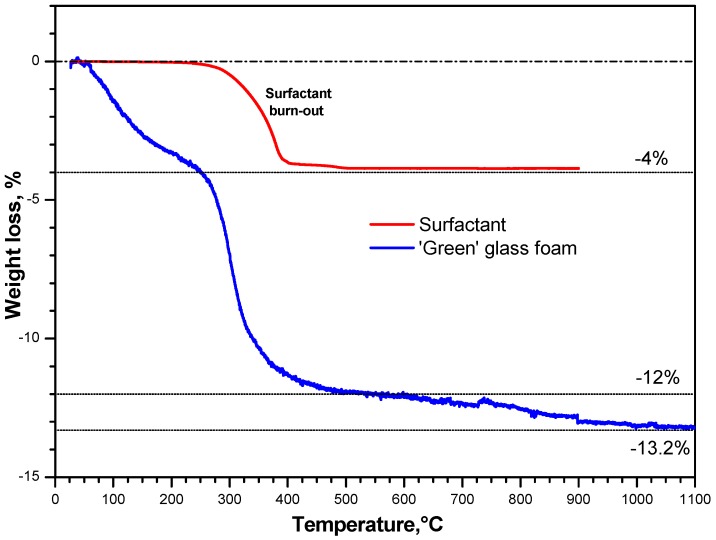 0
-5
-10
-15
Weight loss, %
Surfactant
burn-out
-4%
Surfactant
'Green' glass foam
-12%
-13.2%
0 100 200 300 400 500 600 700 800 900 1000 1100
Temperature,°C